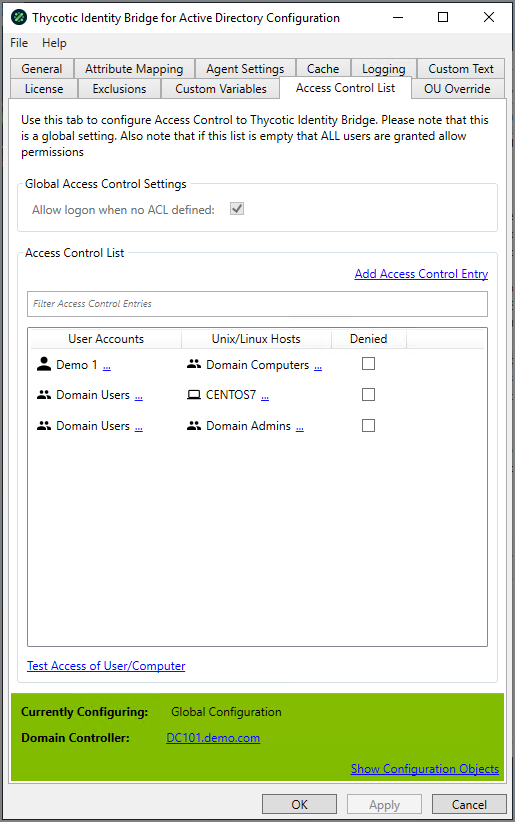 Thycotic Identity Bridge for Active Directory Configuration
File Help
General Attribute Mapping Agent Settings Cache Logging Custom Text
License Exclusions Custom Variables Access Control List OU Override
Use this tab to configure Access Control to Thycotic Identity Bridge. Please note that this
is a global setting. Also note that if this list is empty that ALL users are granted allow
permissions
Global Access Control Settings
Allow logon when no ACL defined:
Access Control List
Add Access Control Entry
Filter Access Control Entries
User Accounts Unix/Linux Hosts Denied
Demo 1 ... Domain Computers ...
Domain Users ... CENTOS7 ...
Domain Users ... Domain Admins ...
Test Access of User/Computer
Currently Configuring: Global Configuration
Domain Controller: DC101.demo.com
Show Configuration Objects
OK Apply Cancel